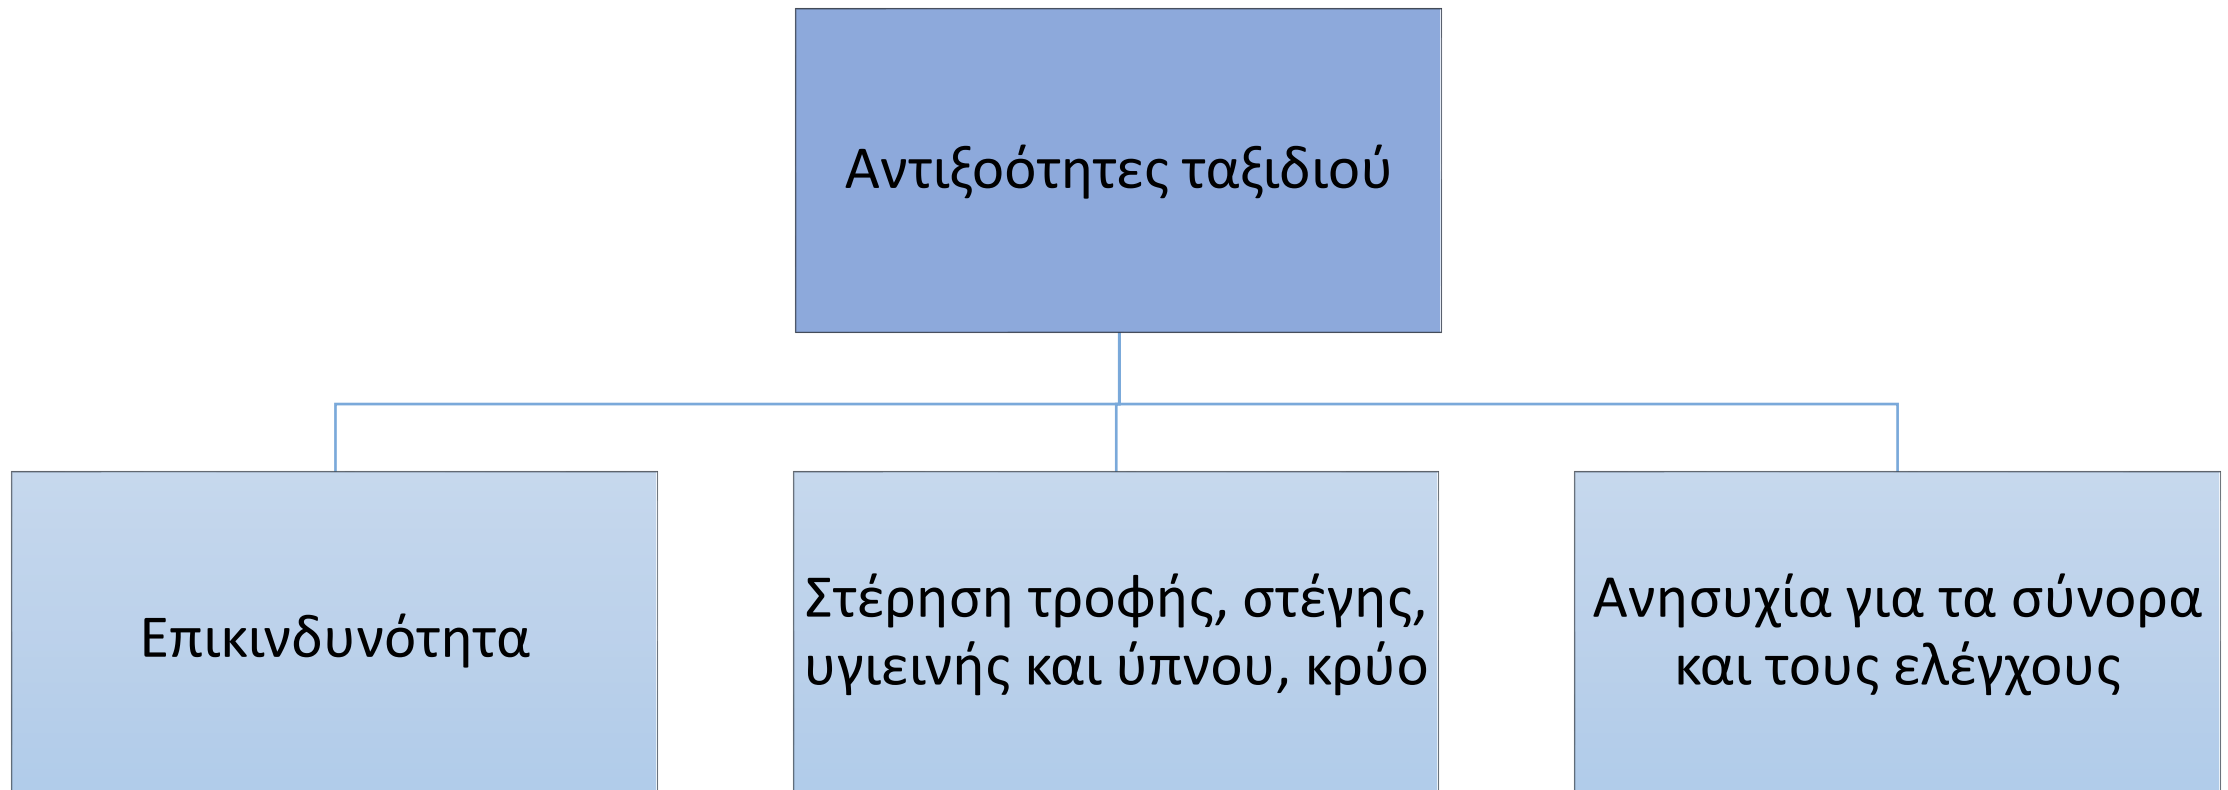 Αντιξοότητες ταξιδιού
Επικινδυνότητα
Στέρηση τροφής, στέγης,
υγιεινής και ύπνου, κρύο
Ανησυχία για τα σύνορα
και τους ελέγχους